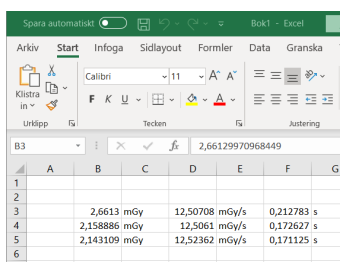 Spara automatiskt Bok1 - Excel
Arkiv Start Infoga Sidlayout Formler Data Granska
Calibri 11 A A
Klistra in
F K U A
Urklipp Tecken Justering
B3 fx 2,66129970968449
A B C D E F G
1
2
3 2,6613 mGy 12,50708 mGy/s 0,212783 s
4 2,158886 mGy 12,5061 mGy/s 0,172627 s
5 2,143109 mGy 12,52362 mGy/s 0,171125 s
6